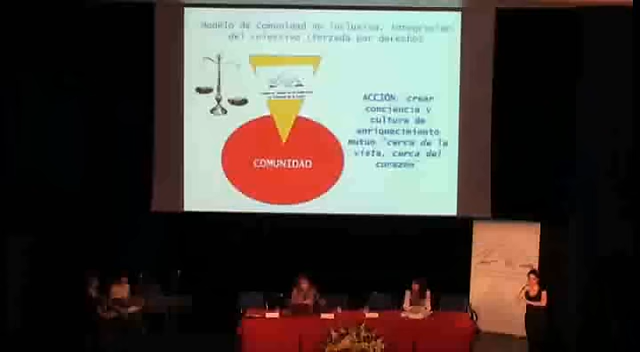 Modelo de Comunidad no inclusiva, integración
del colectivo (forzada por derecho)
ACCIÓN: crear
conciencia y
cultura de
enriquecimiento
mutuo "cerca de la
vista, cerca del
corazón"
COMUNIDAD